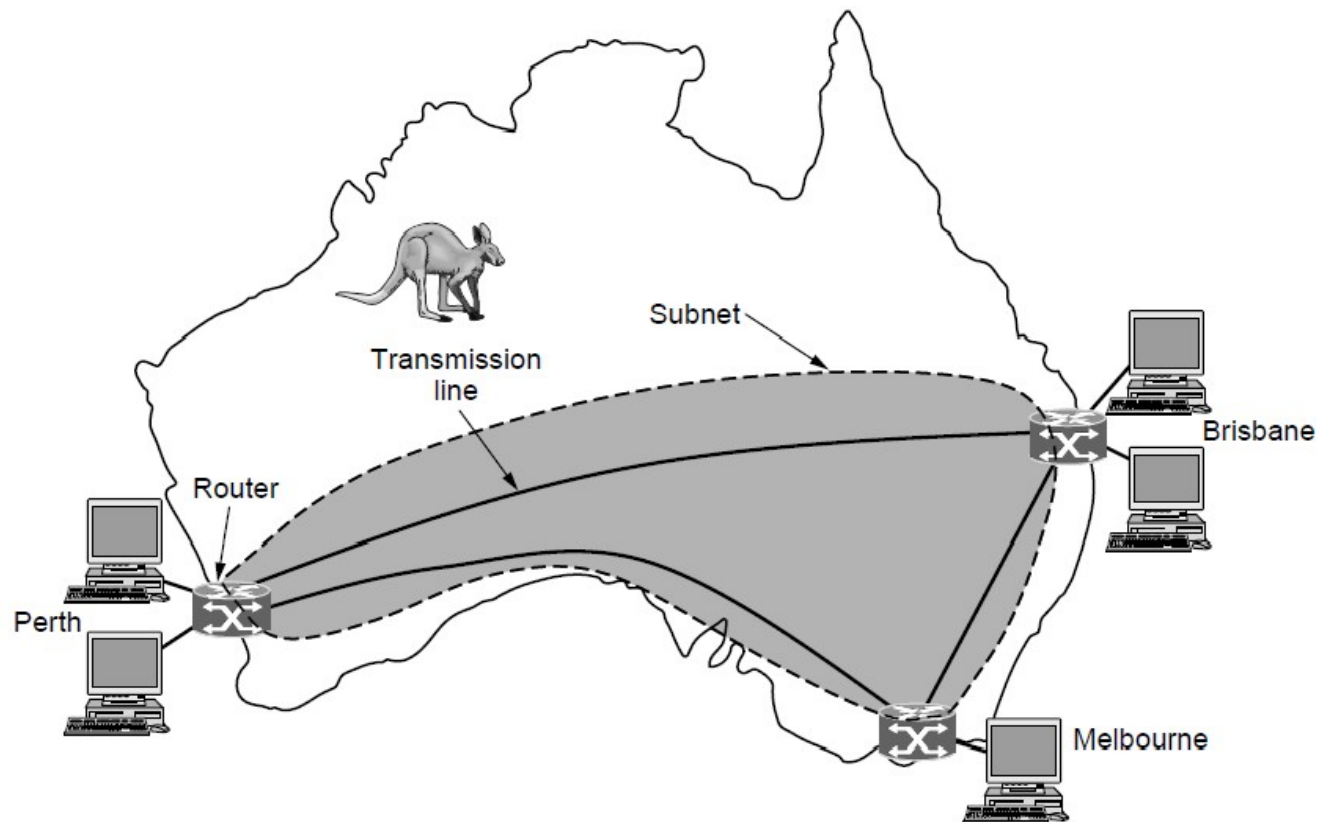 Subnet
Transmission
line
Brisbane
Router
Perth
Melbourne